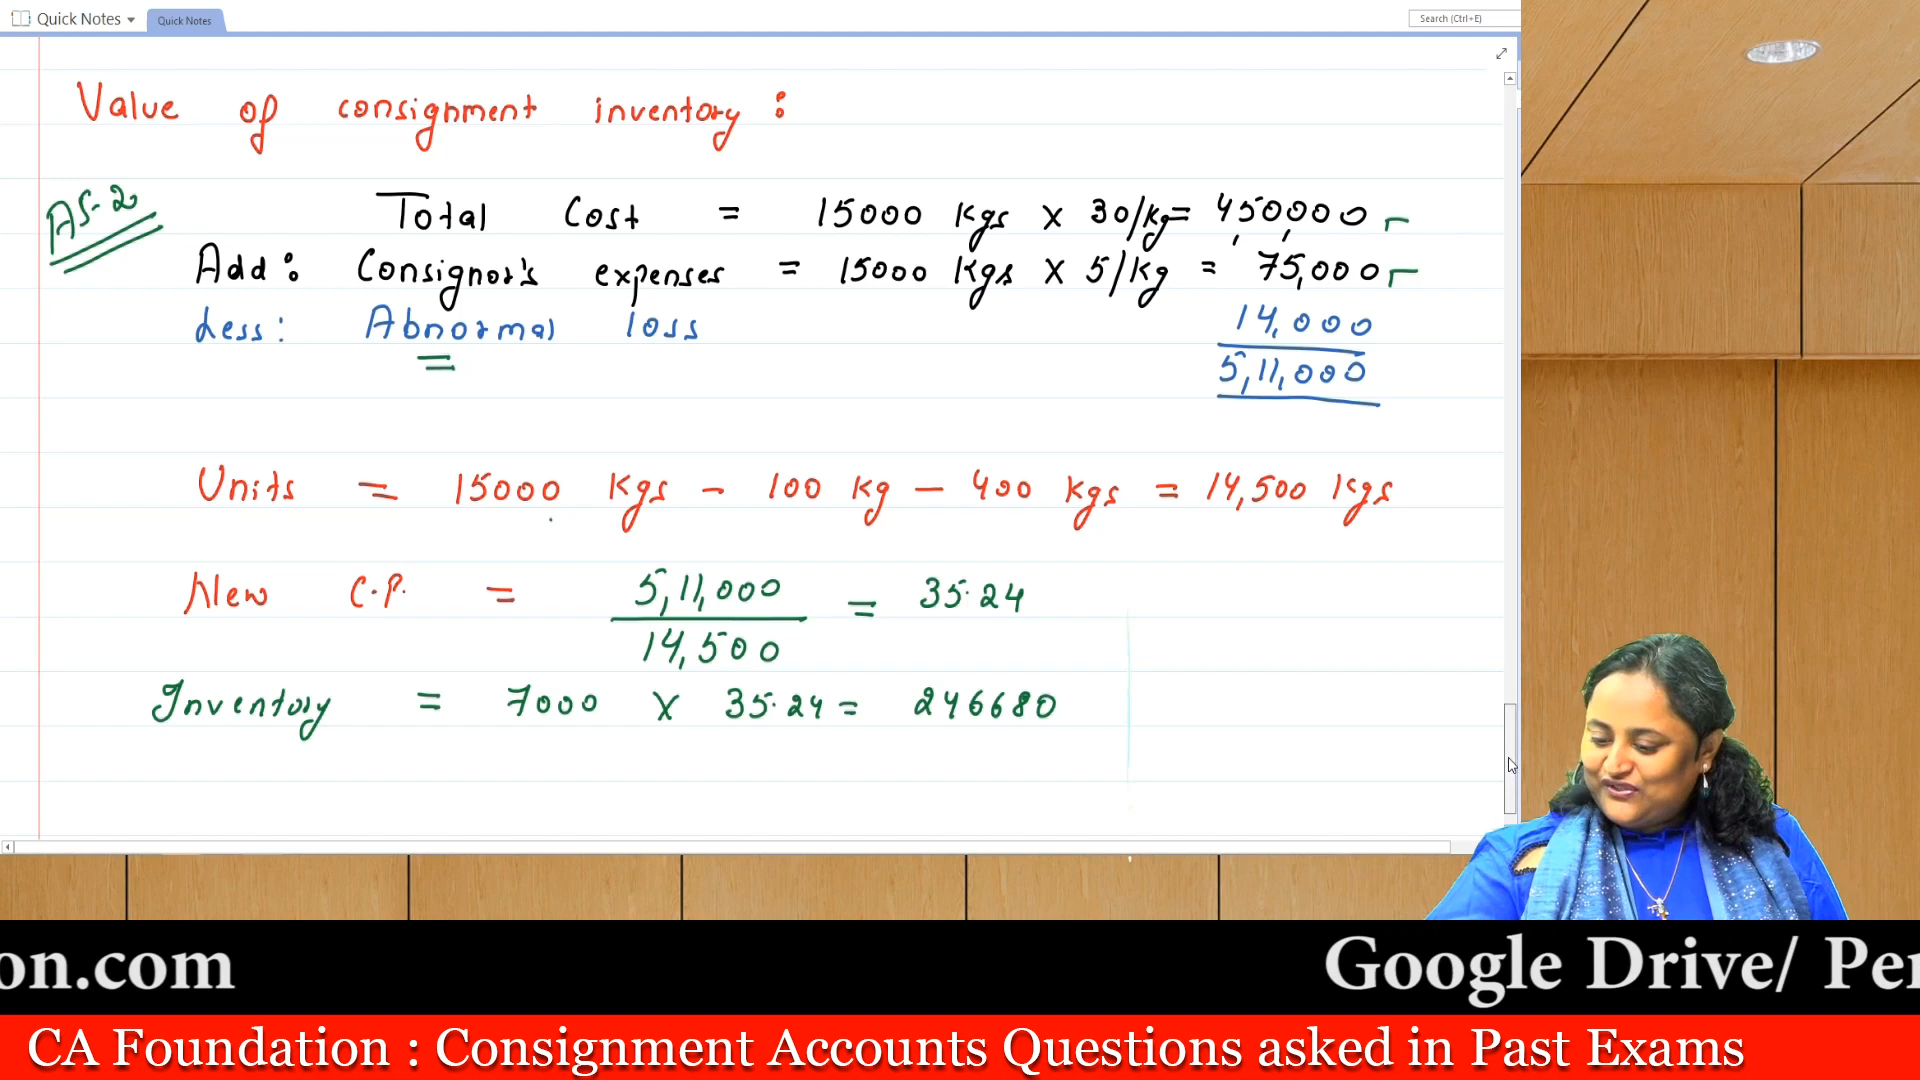 Quick Notes
Quick Notes
Search (Ctrl+E)
Value of consignment inventory :
AS-2
Total Cost = 15000 Kgs X 30/kg = 450,000
Add : Consignor's expenses = 15000 Kgs X 5/kg = 75,000
Less : Abnormal loss 14,000
5,11,000
Units = 15000 Kgs - 100 kg - 400 kgs = 14,500 kgs
New C.P. = 5,11,000 / 14,500 = 35.24
Inventory = 7000 X 35.24 = 246680
on.com Google Drive/ Pe
CA Foundation : Consignment Accounts Questions asked in Past Exams